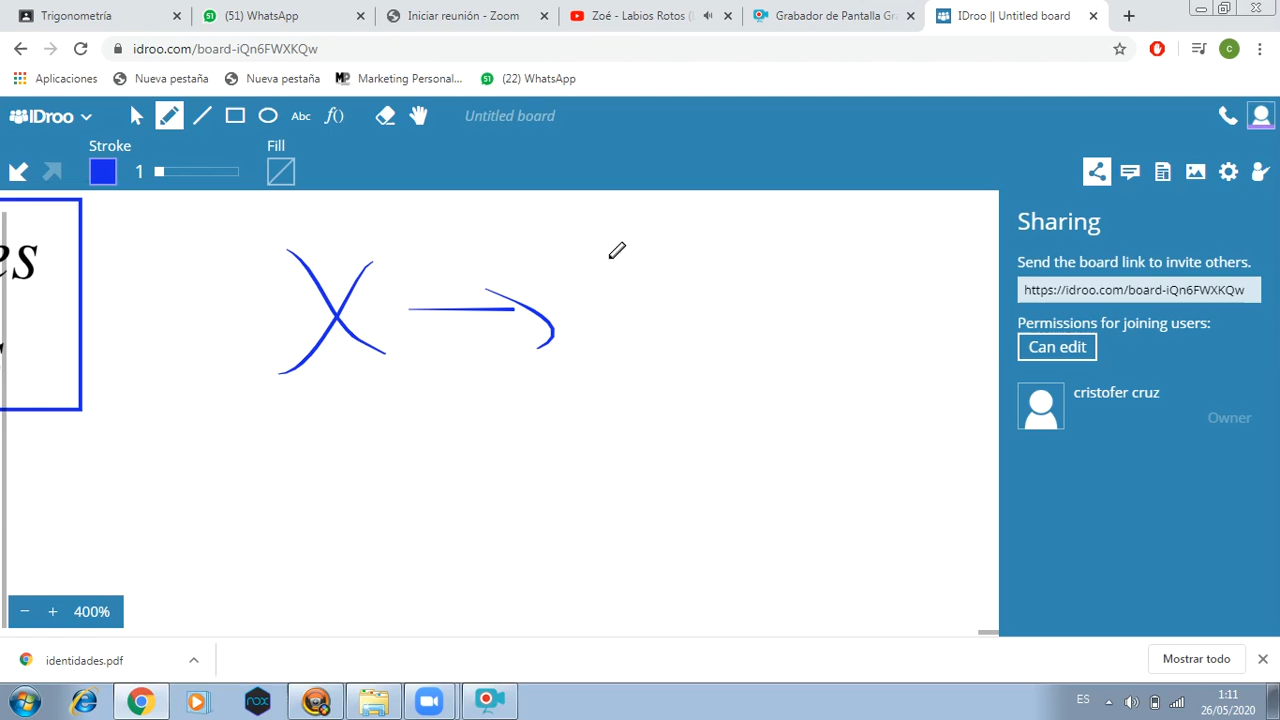 Trigonometría
(51) WhatsApp
Iniciar reunión - Zoom
Zoé - Labios Rotos (L
Grabador de Pantalla Gra
IDroo || Untitled board
idroo.com/board-iQn6FWXKQw
c
Aplicaciones
Nueva pestaña
Nueva pestaña
Marketing Personal...
(22) WhatsApp
IDroo
Abc
f()
Untitled board
Stroke
1
Fill
es
X
Sharing
Send the board link to invite others.
https://idroo.com/board-iQn6FWXKQw
Permissions for joining users:
Can edit
cristofer cruz
Owner
− + 400%
identidades.pdf
Mostrar todo
nox
ES
1:11
26/05/2020